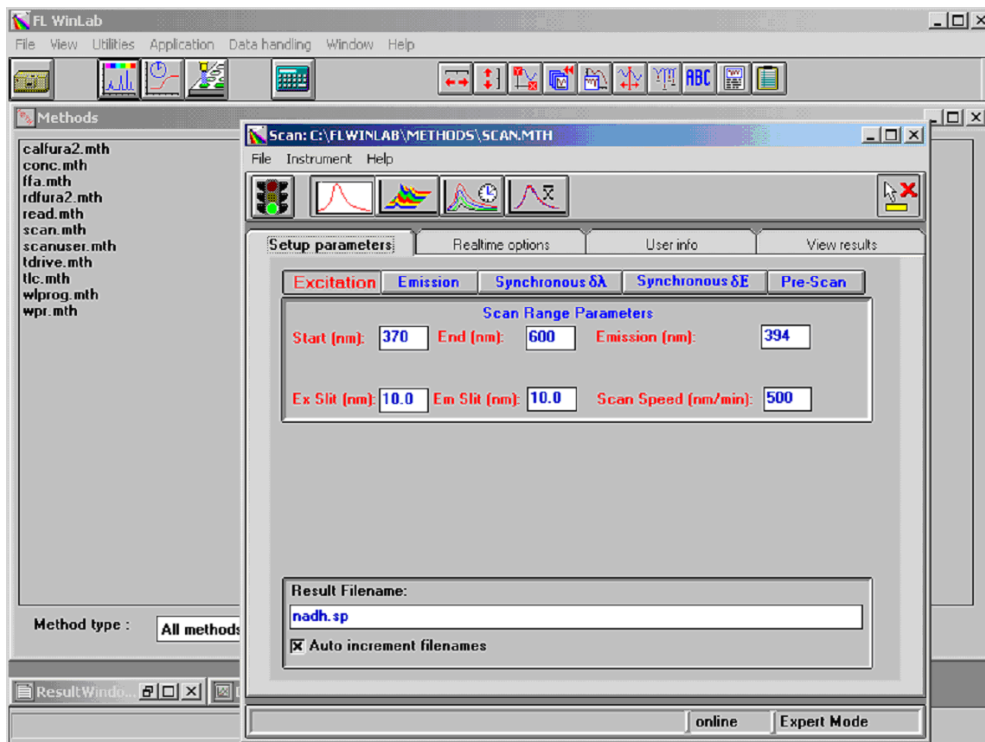 FL WinLab
File View Utilities Application Data handling Window Help
ABC
Methods
calfura2.mth
conc.mth
ffa.mth
rdfura2.mth
read.mth
scan.mth
scanuser.mth
tdrive.mth
tlc.mth
wlprog.mth
wpr.mth
Method type : All methods
ResultWindo...
Scan: C:\FLWINLAB\METHODS\SCAN.MTH
File Instrument Help
Setup parameters Realtime options User info View results
Excitation Emission Synchronous δλ Synchronous δE Pre-Scan
Scan Range Parameters
Start (nm): 370 End (nm): 600 Emission (nm): 394
Ex Slit (nm): 10.0 Em Slit (nm): 10.0 Scan Speed (nm/min): 500
Result Filename:
nadh.sp
Auto increment filenames
online Expert Mode